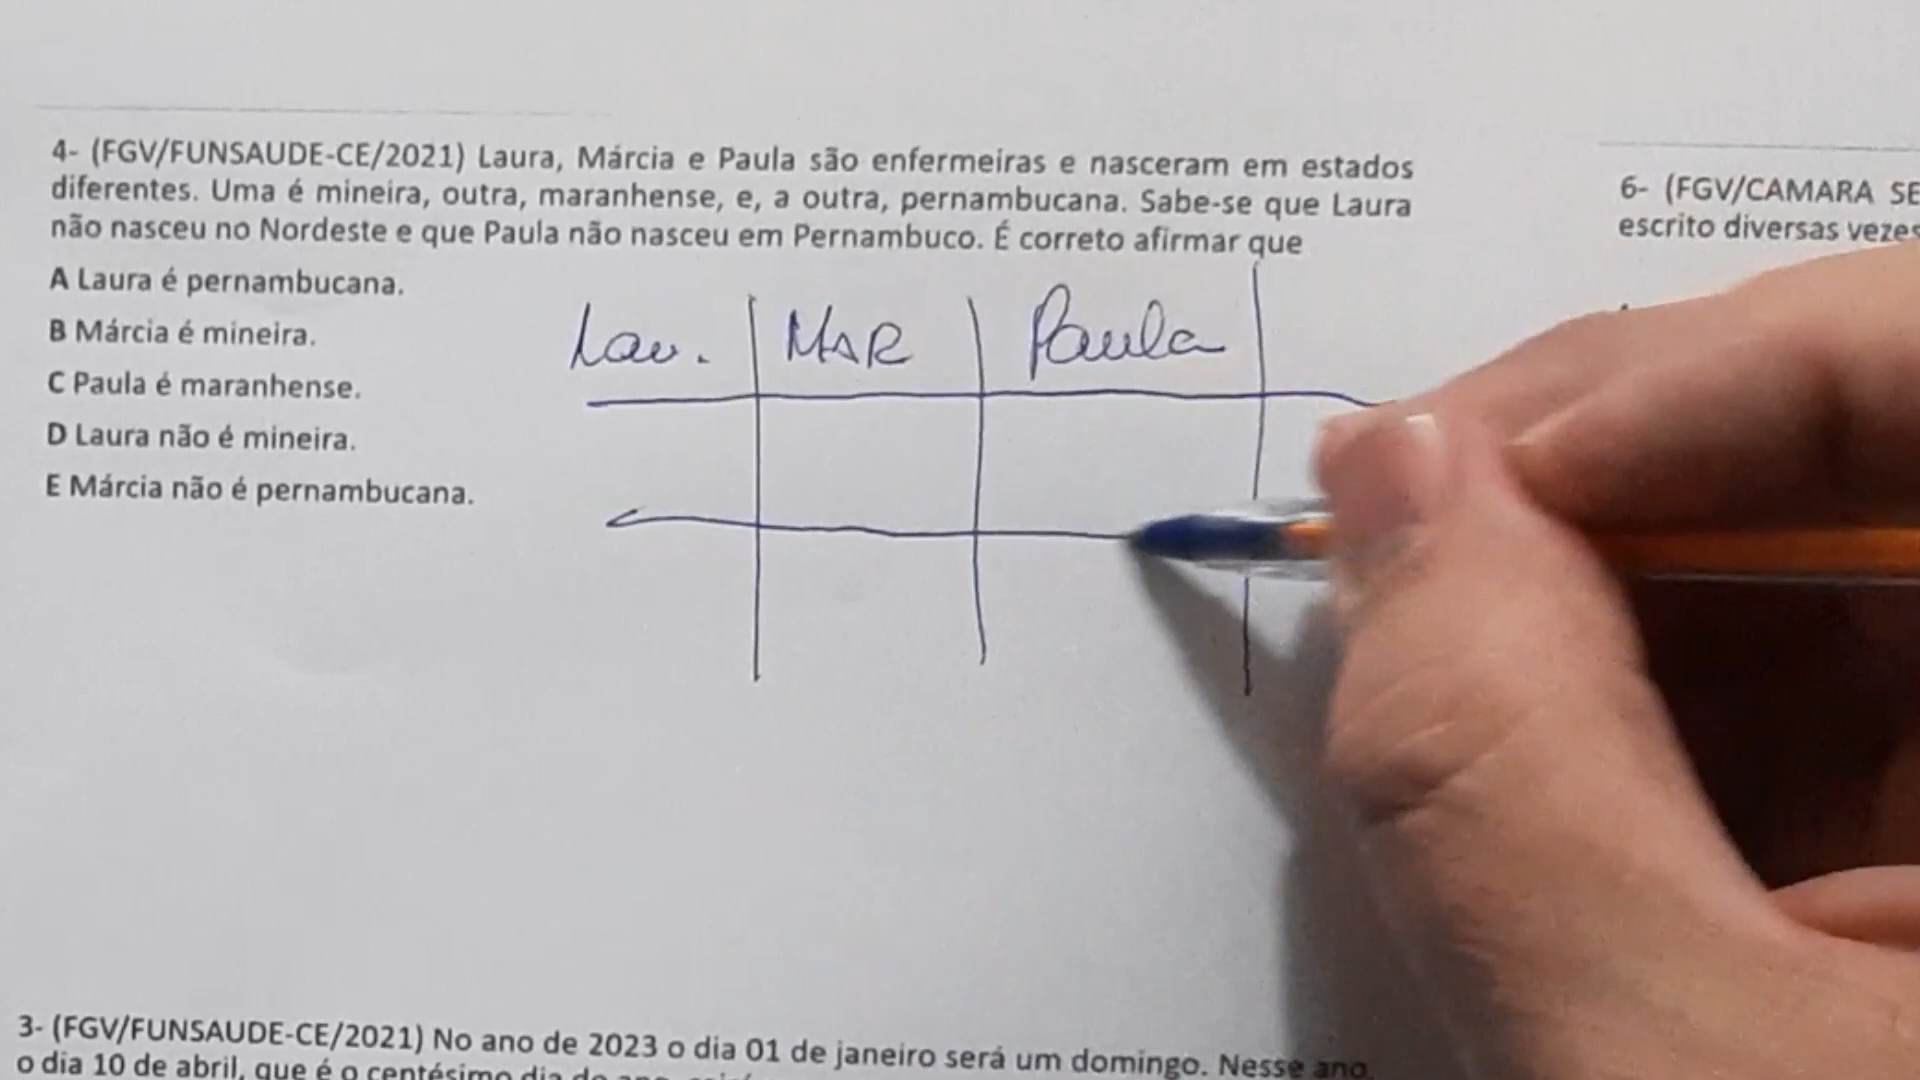 4- (FGV/FUNSAUDE-CE/2021) Laura, Márcia e Paula são enfermeiras e nasceram em estados
diferentes. Uma é mineira, outra, maranhense, e, a outra, pernambucana. Sabe-se que Laura
não nasceu no Nordeste e que Paula não nasceu em Pernambuco. É correto afirmar que
A Laura é pernambucana.
B Márcia é mineira.
C Paula é maranhense.
D Laura não é mineira.
E Márcia não é pernambucana.
Lau. MAR Paula
6- (FGV/CAMARA SE
escrito diversas vezes
3- (FGV/FUNSAUDE-CE/2021) No ano de 2023 o dia 01 de janeiro será um domingo. Nesse ano,
o dia 10 de abril, que é o centésimo dia do ano,